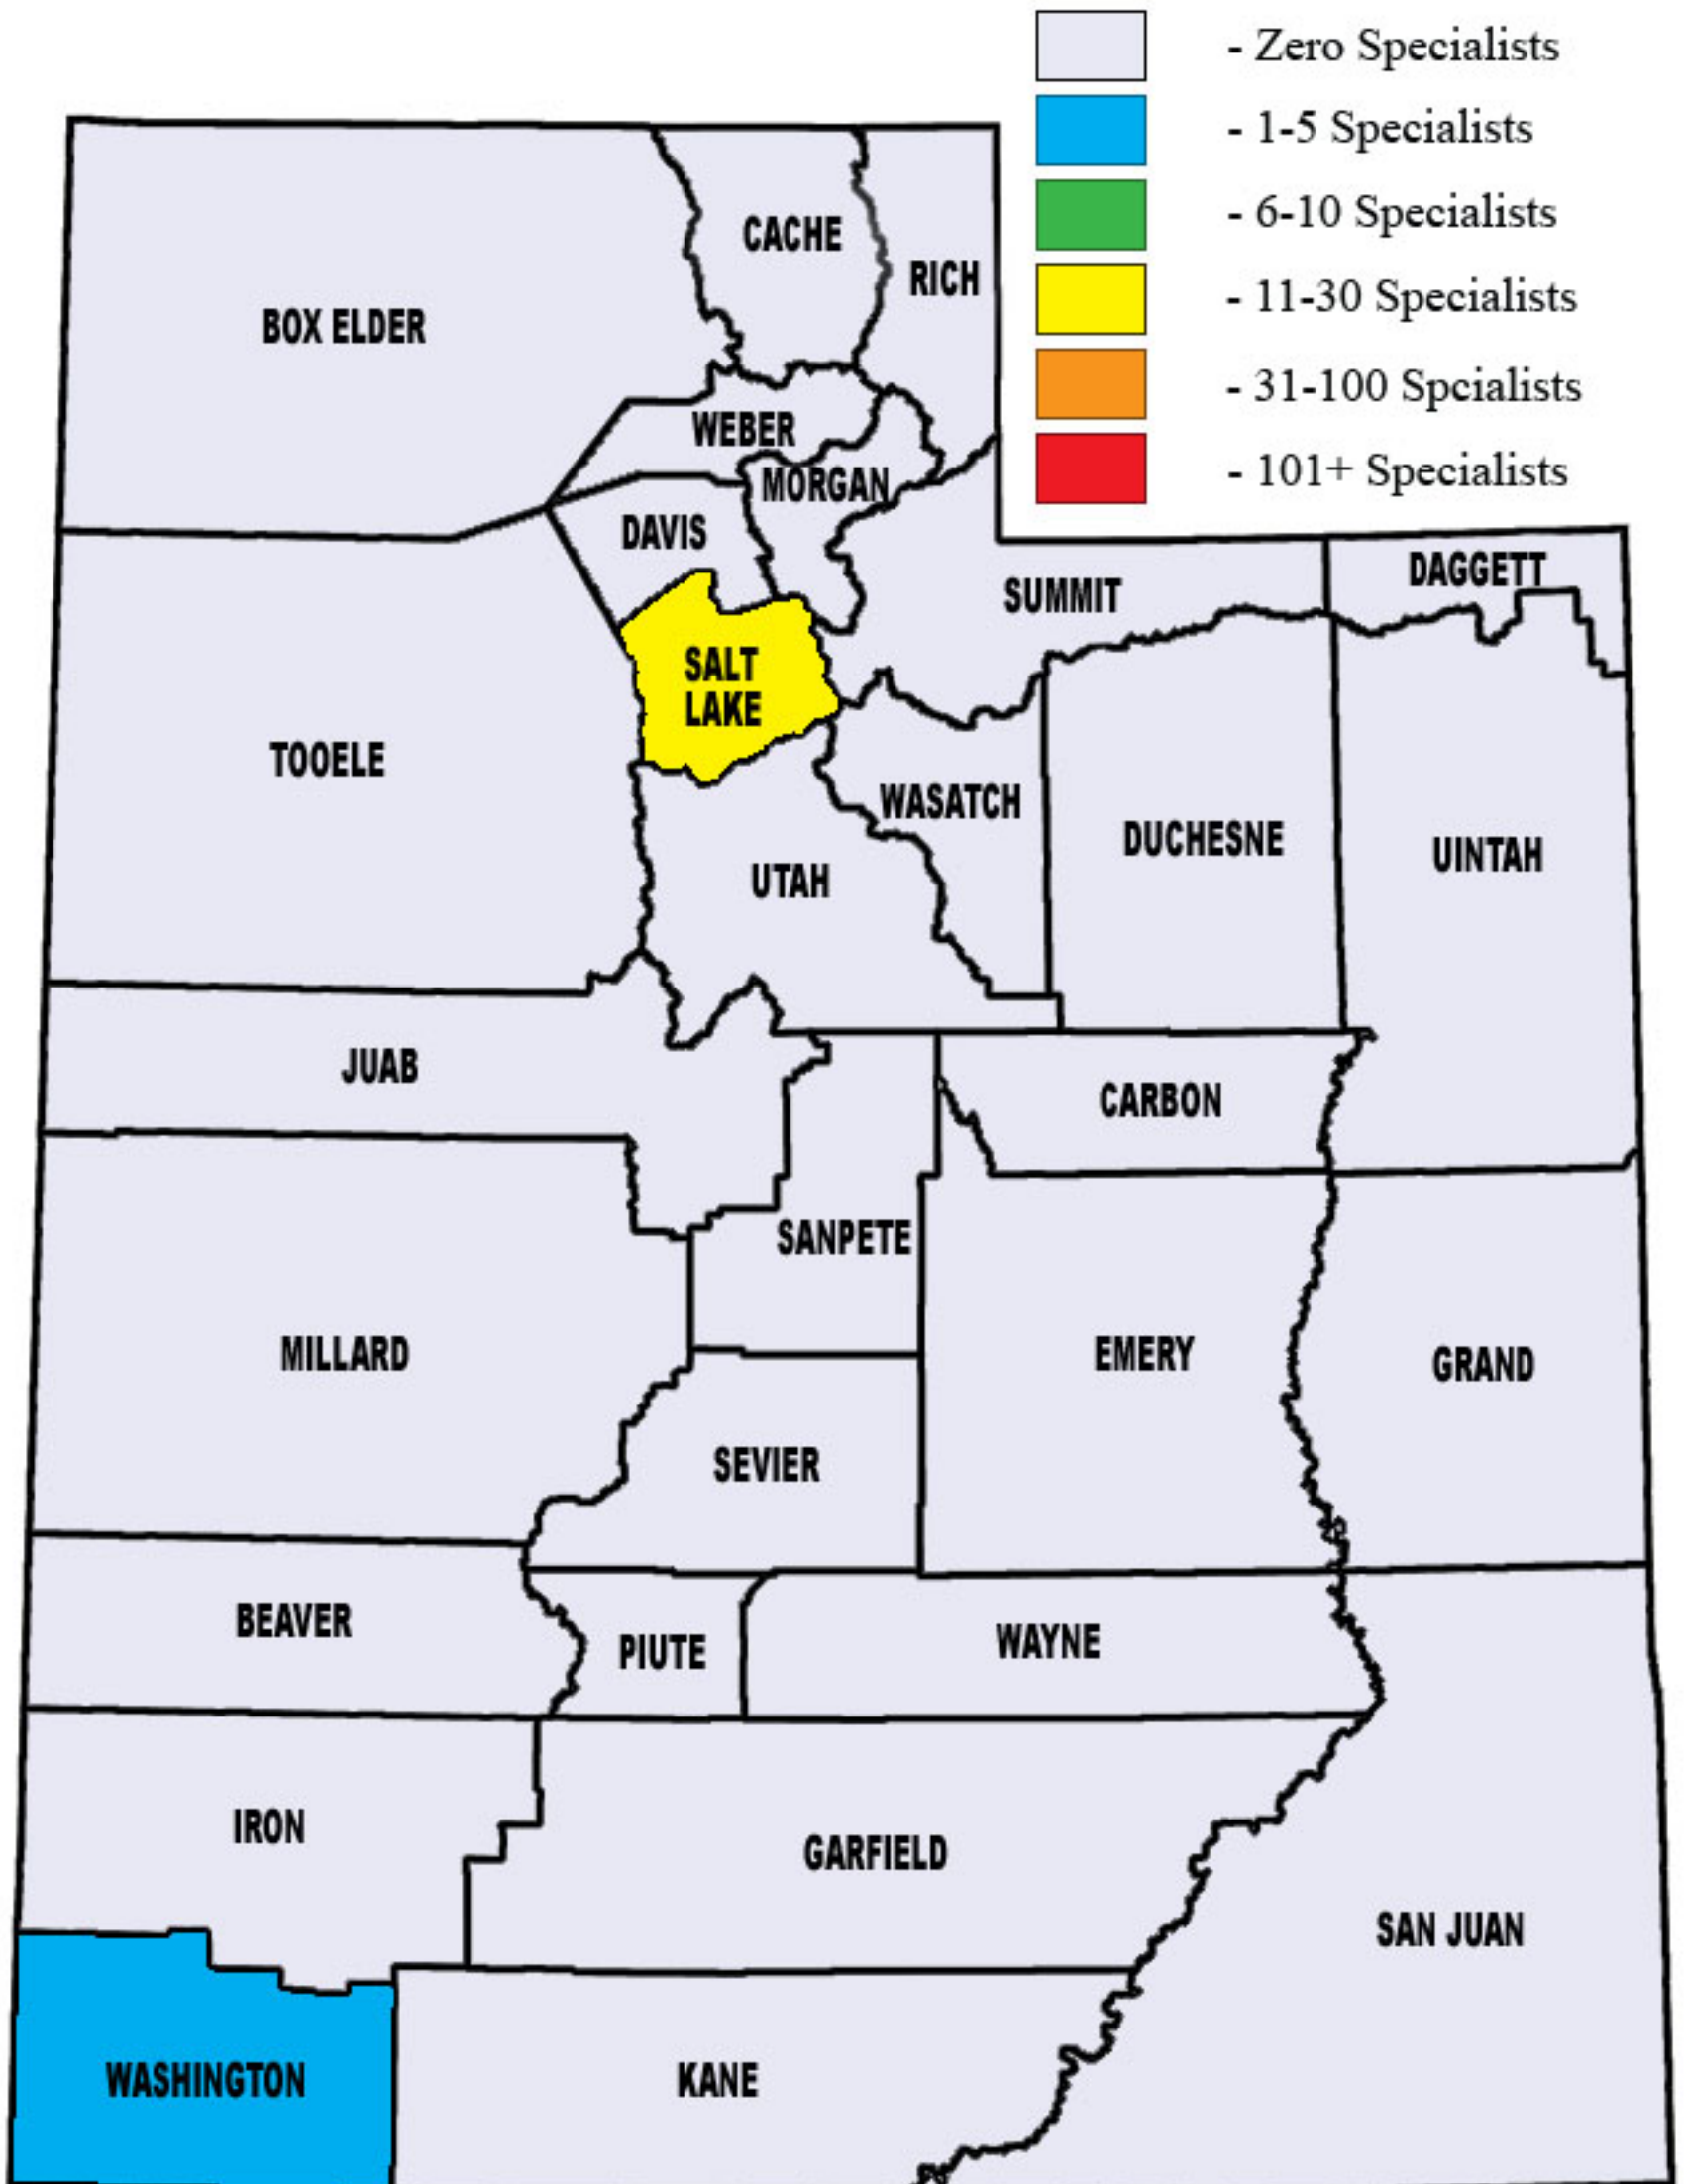 - Zero Specialists
- 1-5 Specialists
- 6-10 Specialists
- 11-30 Specialists
- 31-100 Spcialists
- 101+ Specialists
CACHE
RICH
BOX ELDER
WEBER
MORGAN
DAVIS
DAGGETT
SUMMIT
SALT
LAKE
TOOELE
WASATCH
DUCHESNE
UINTAH
UTAH
JUAB
CARBON
SANPETE
MILLARD
EMERY
GRAND
SEVIER
BEAVER
PIUTE
WAYNE
IRON
GARFIELD
SAN JUAN
WASHINGTON
KANE